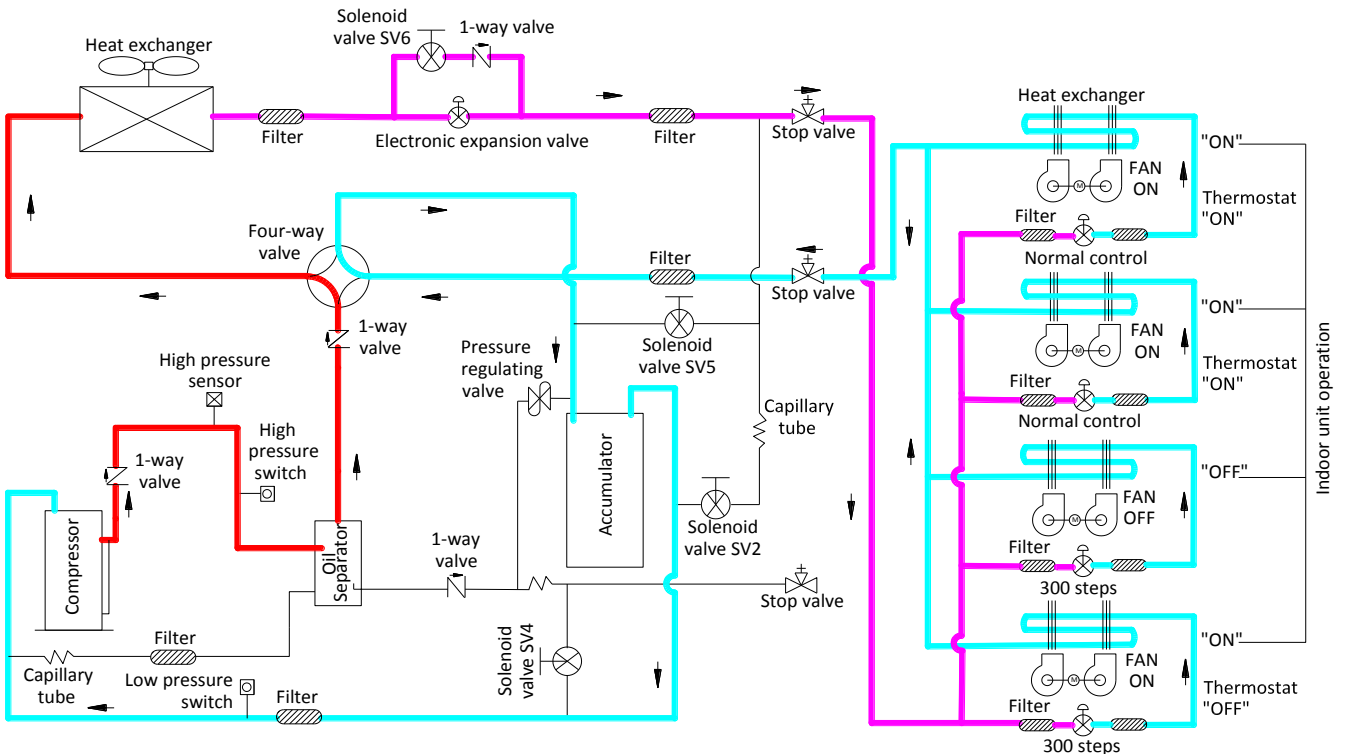 Solenoid
valve SV6
1-way valve
Heat exchanger
Filter
Electronic expansion valve
Filter
Stop valve
Heat exchanger
"ON"
FAN
ON
M
Thermostat
"ON"
Filter
Normal control
Four-way
valve
Filter
Stop valve
"ON"
FAN
ON
M
Thermostat
"ON"
Filter
Normal control
1-way
valve
Solenoid
valve SV5
Pressure
regulating
valve
High pressure
sensor
Capillary
tube
High
pressure
switch
1-way
valve
Accumulator
Solenoid
valve SV2
"OFF"
FAN
OFF
M
Filter
300 steps
Indoor unit operation
Compressor
Oil
Separator
1-way
valve
Stop valve
Filter
Capillary
tube
Low pressure
switch
Filter
Solenoid
valve SV4
"ON"
FAN
ON
M
Thermostat
"OFF"
Filter
300 steps